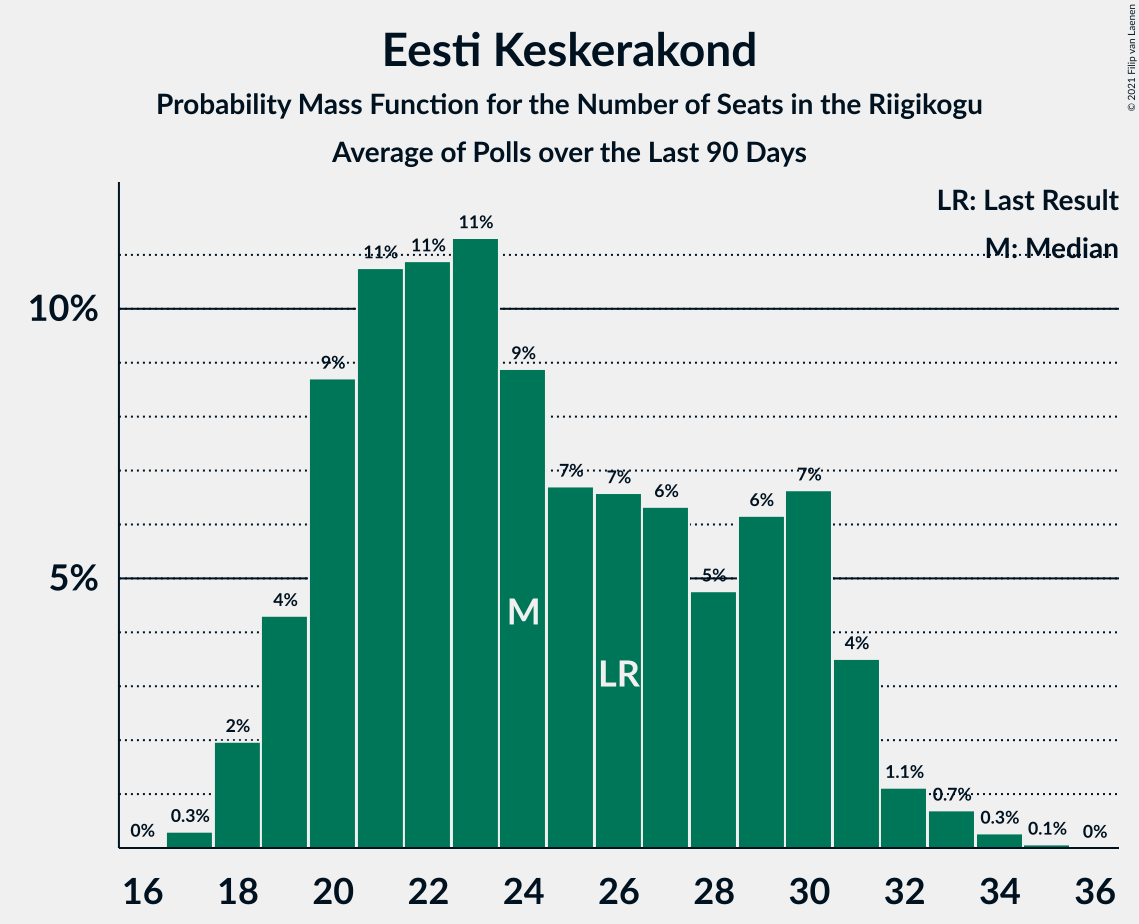 Eesti Keskerakond
Probability Mass Function for the Number of Seats in the Riigikogu
Average of Polls over the Last 90 Days
© 2021 Filip van Laenen
LR: Last Result
M: Median
10%
5%
0%
0.3%
2%
4%
9%
11%
11%
11%
9%
7%
7%
6%
5%
6%
7%
4%
1.1%
0.7%
0.3%
0.1%
0%
M
LR
16 18 20 22 24 26 28 30 32 34 36